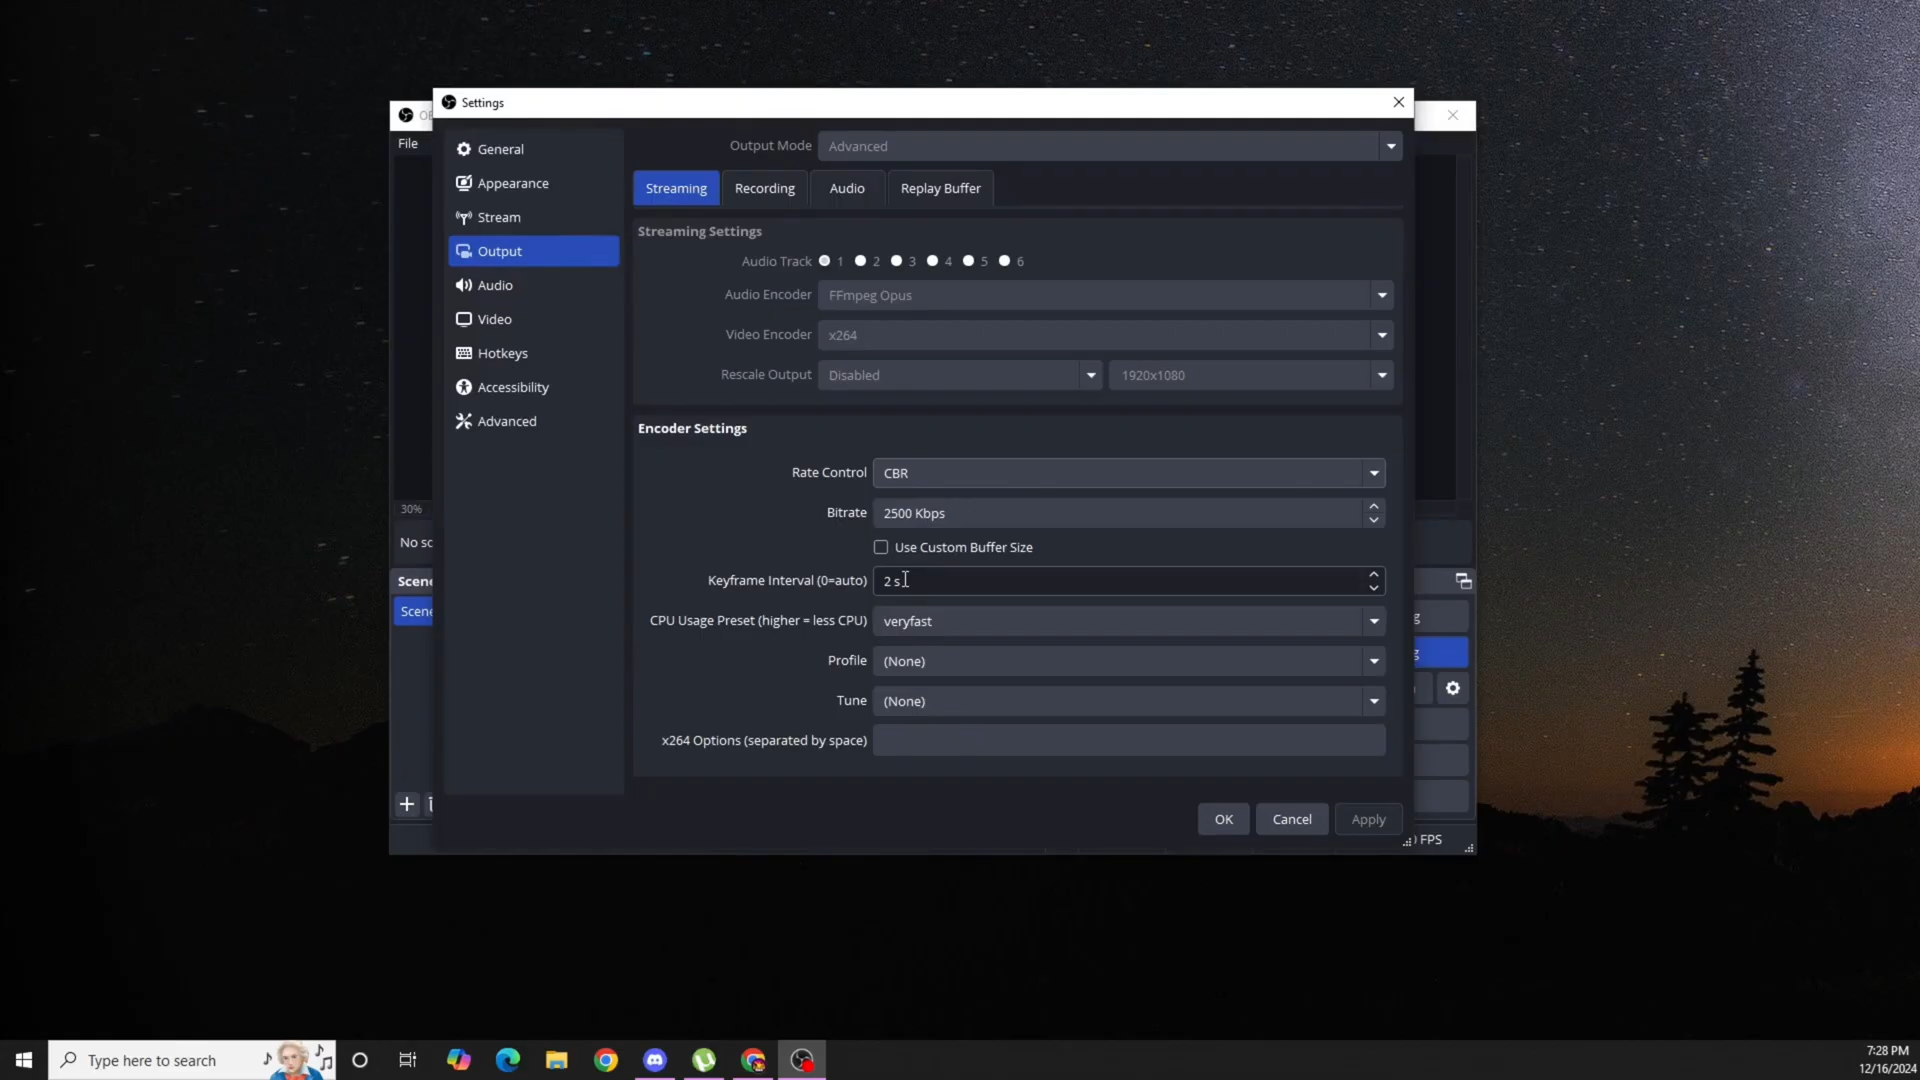 Settings
File
General
Appearance
Stream
Output
Audio
Video
Hotkeys
Accessibility
Advanced
Output Mode Advanced
Streaming Recording Audio Replay Buffer
Streaming Settings
Audio Track 1 2 3 4 5 6
Audio Encoder FFmpeg Opus
Video Encoder x264
Rescale Output Disabled 1920x1080
Encoder Settings
Rate Control CBR
Bitrate 2500 Kbps
Use Custom Buffer Size
Keyframe Interval (0=auto) 2 s
CPU Usage Preset (higher = less CPU) veryfast
Profile (None)
Tune (None)
x264 Options (separated by space)
OK Cancel Apply
30%
No sc
Scene
Scene
FPS
Type here to search
7:28 PM
12/16/2024